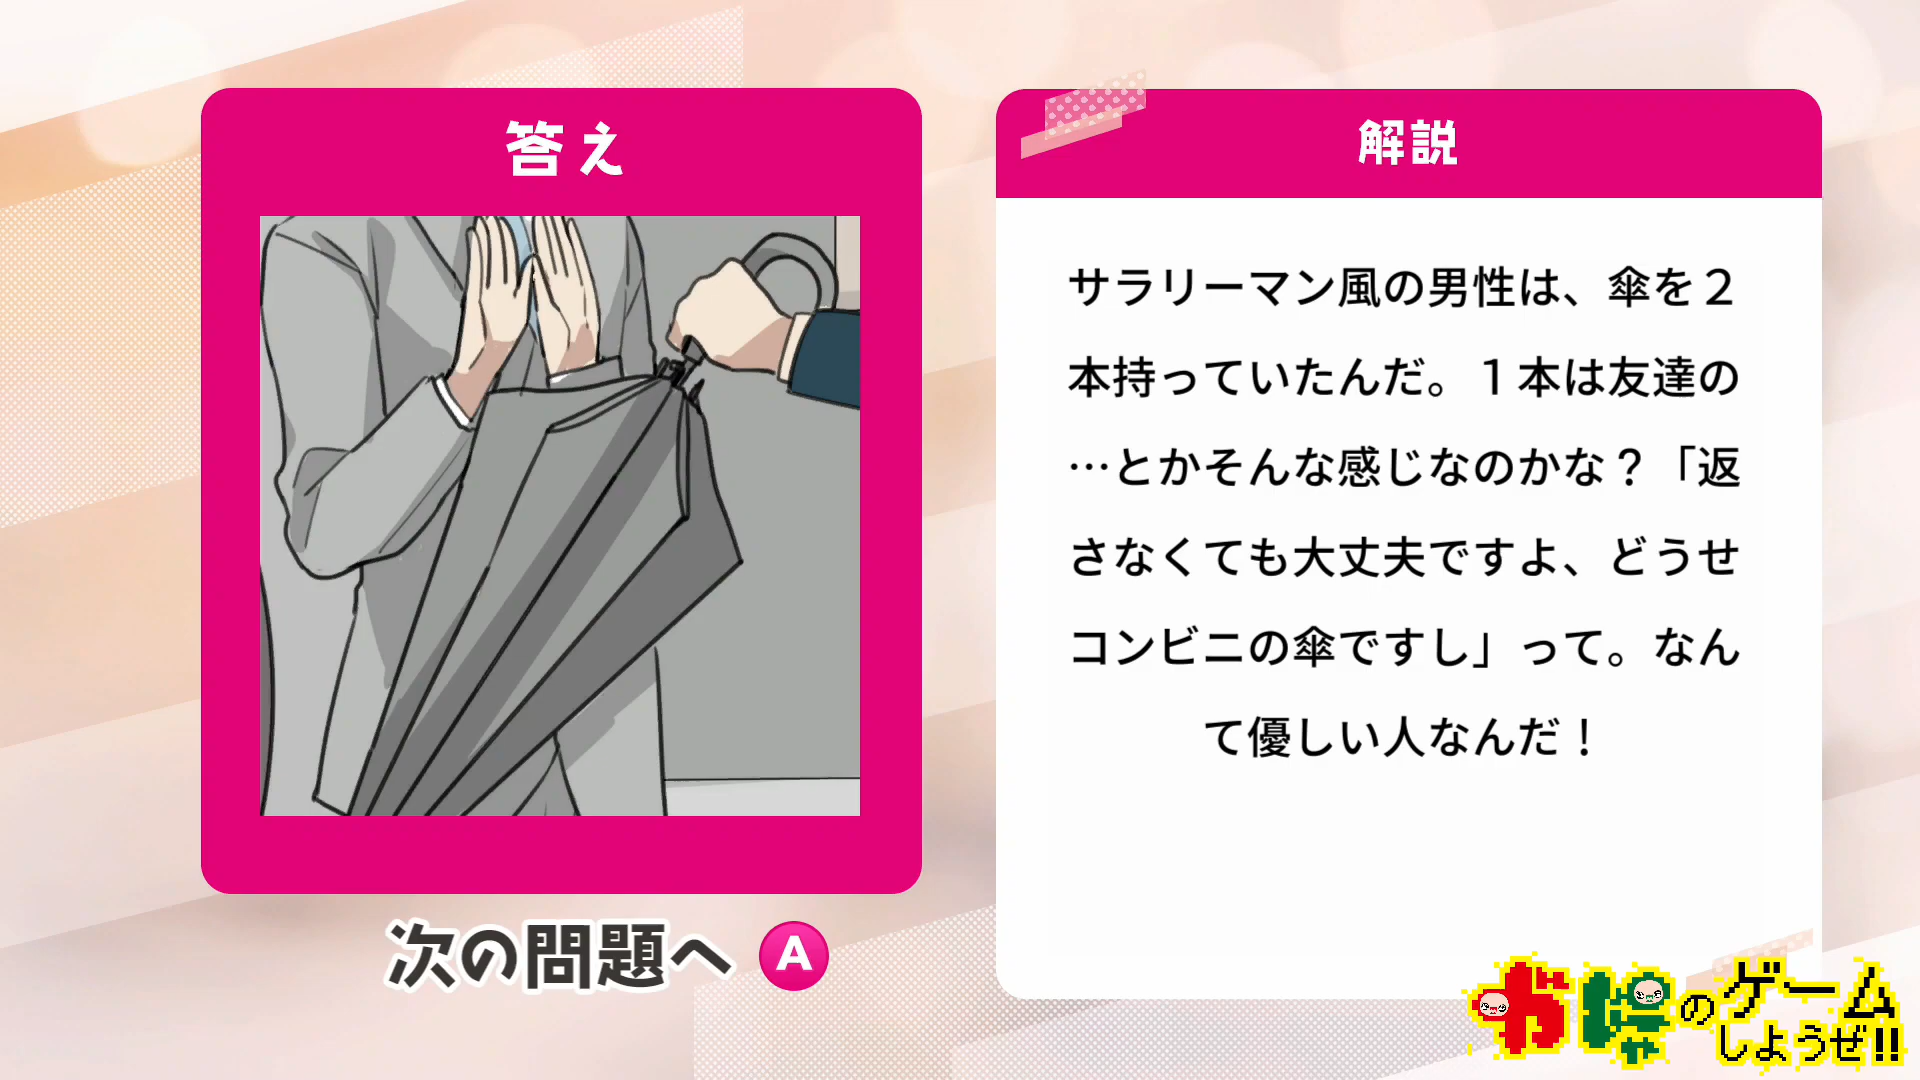 答え
解説
サラリーマン風の男性は、傘を２
本持っていたんだ。１本は友達の
…とかそんな感じなのかな？「返
さなくても大丈夫ですよ、どうせ
コンビニの傘ですし」って。なん
て優しい人なんだ！
次の問題へ A
のゲーム
しようぜ!!